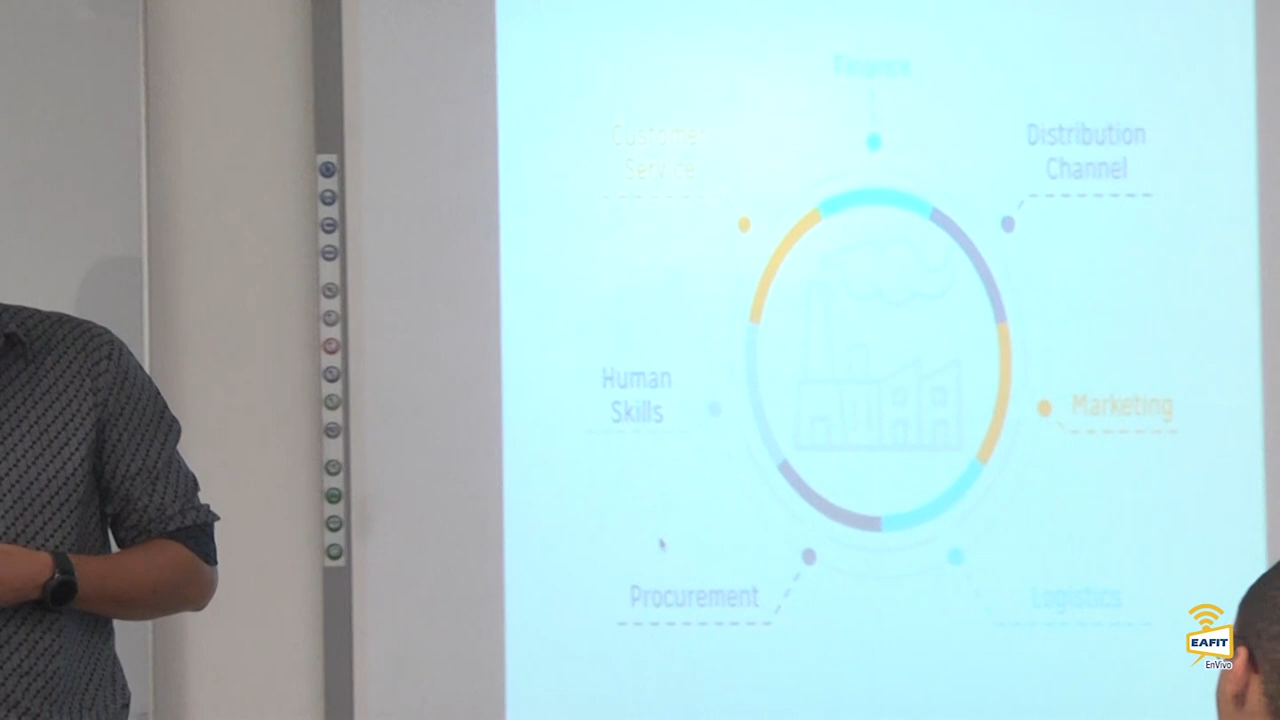 Finance
Customer
Service
Distribution
Channel
Human
Skills
Marketing
Procurement
Logistics
EAFIT
EnVivo